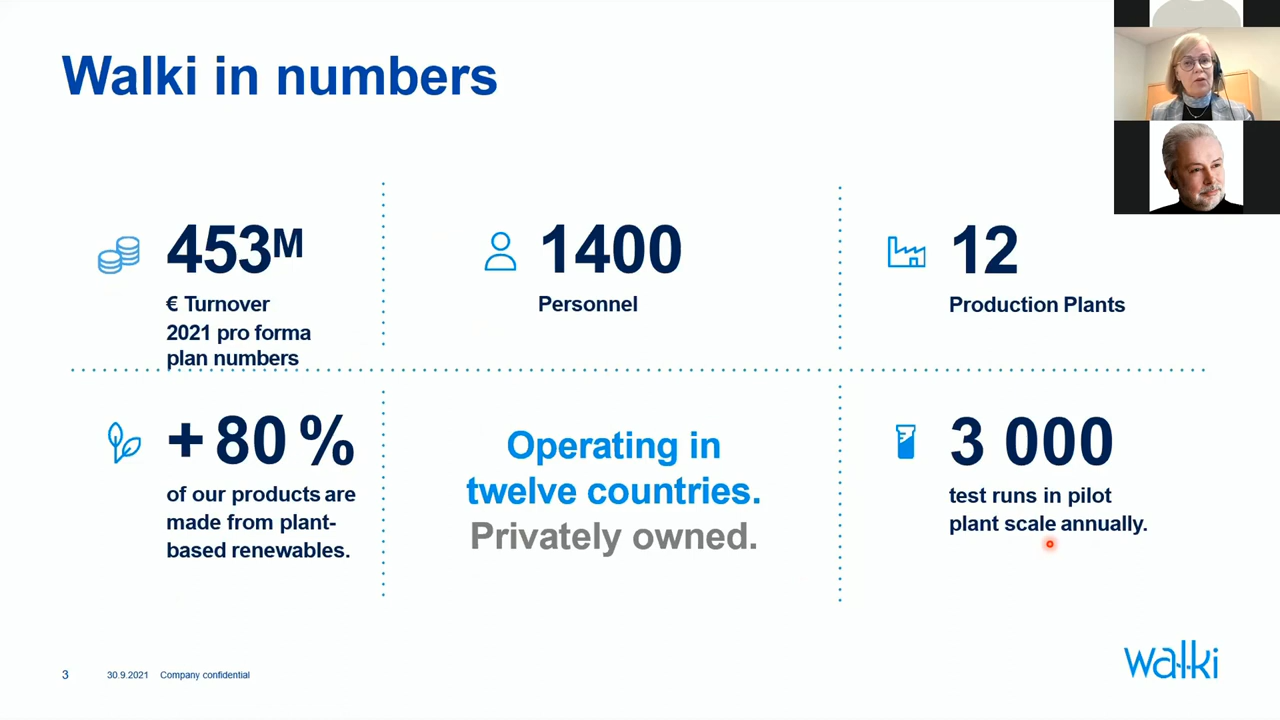 Walki in numbers
453M
€ Turnover
2021 pro forma
plan numbers
1400
Personnel
12
Production Plants
+ 80 %
of our products are
made from plant-
based renewables.
Operating in
twelve countries.
Privately owned.
3 000
test runs in pilot
plant scale annually.
3
30.9.2021 Company confidential
walki